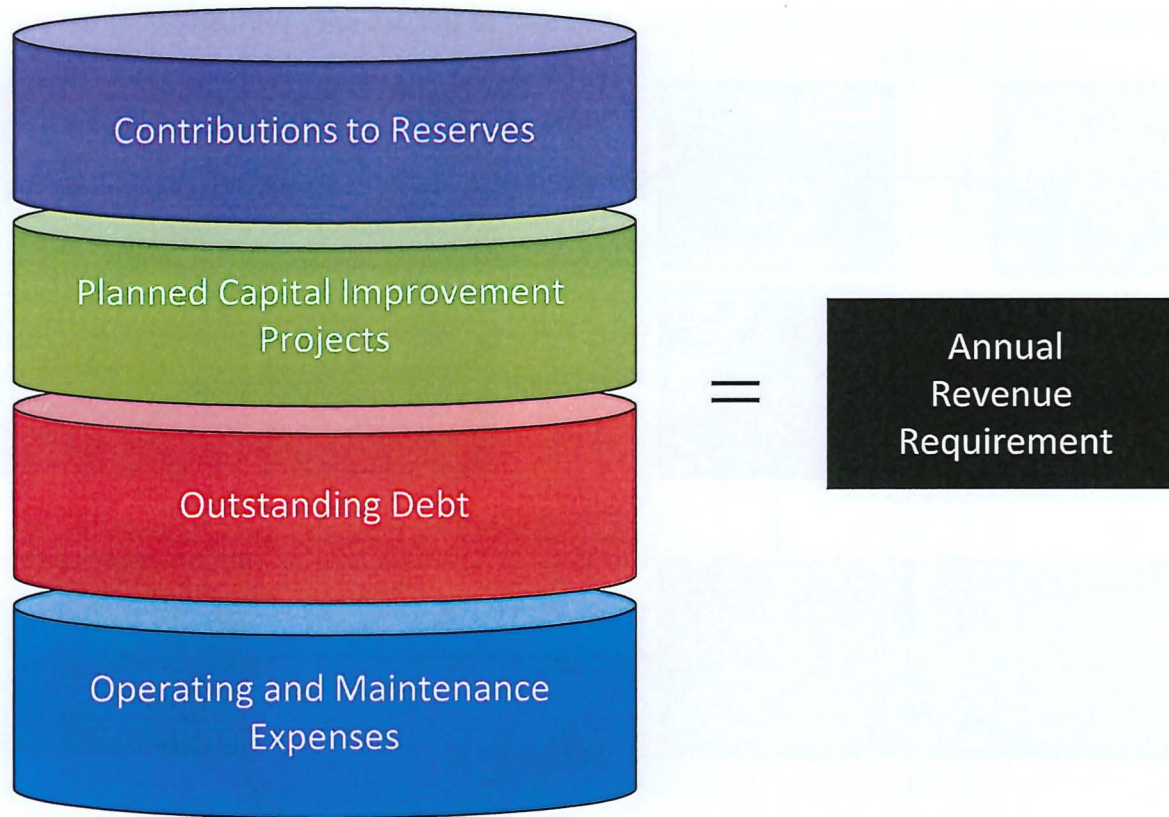 Contributions to Reserves
Planned Capital Improvement
Projects
Outstanding Debt
Operating and Maintenance
Expenses
=
Annual
Revenue
Requirement